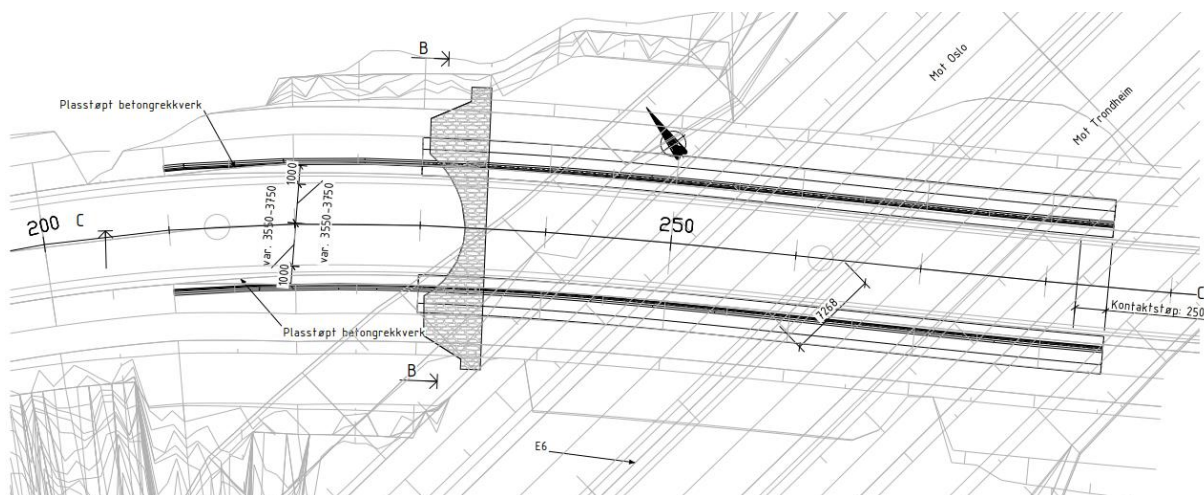 B
Mot Oslo
Mot Trondheim
Plasstøpt betongrekkverk
1000
200
C
var. 3550-3750
var. 3550-3750
250
1000
7268
C
Kontaktstøp: 250
Plasstøpt betongrekkverk
B
E6